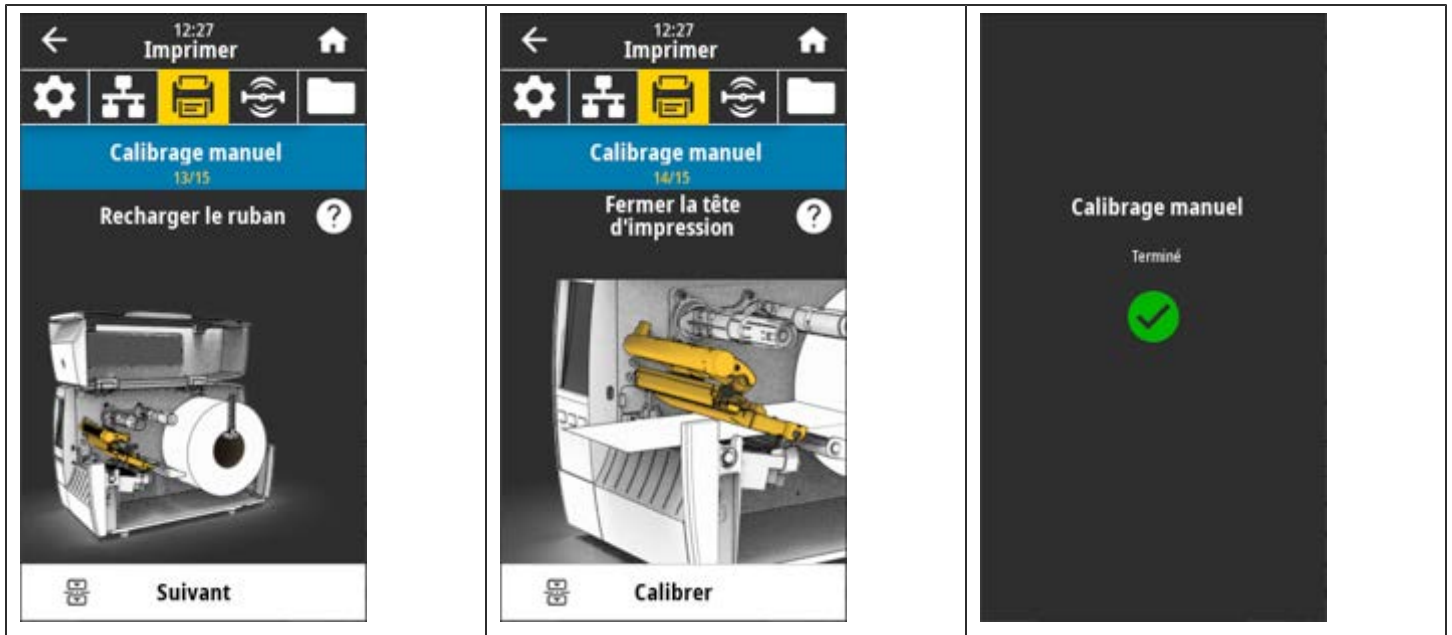 12:27
Imprimer
Calibrage manuel
13/15
Recharger le ruban
?
Suivant
12:27
Imprimer
Calibrage manuel
14/15
Fermer la tête
d'impression
?
Calibrer
Calibrage manuel
Terminé